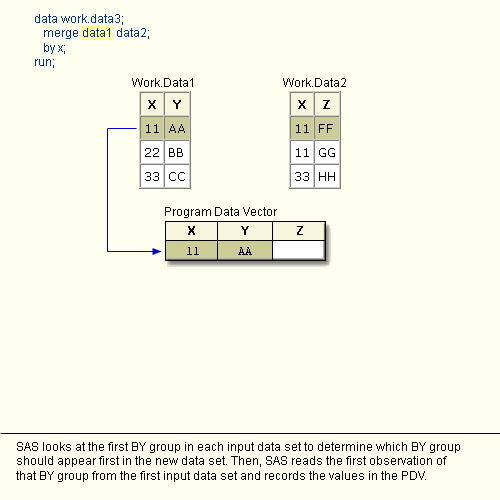 data work.data3;
merge data1 data2;
by x;
run;
Work.Data1 Work.Data2
X Y X Z
11 AA 11 FF
22 BB 11 GG
33 CC 33 HH
Program Data Vector
X Y Z
11 AA
SAS looks at the first BY group in each input data set to determine which BY group
should appear first in the new data set. Then, SAS reads the first observation of
that BY group from the first input data set and records the values in the PDV.